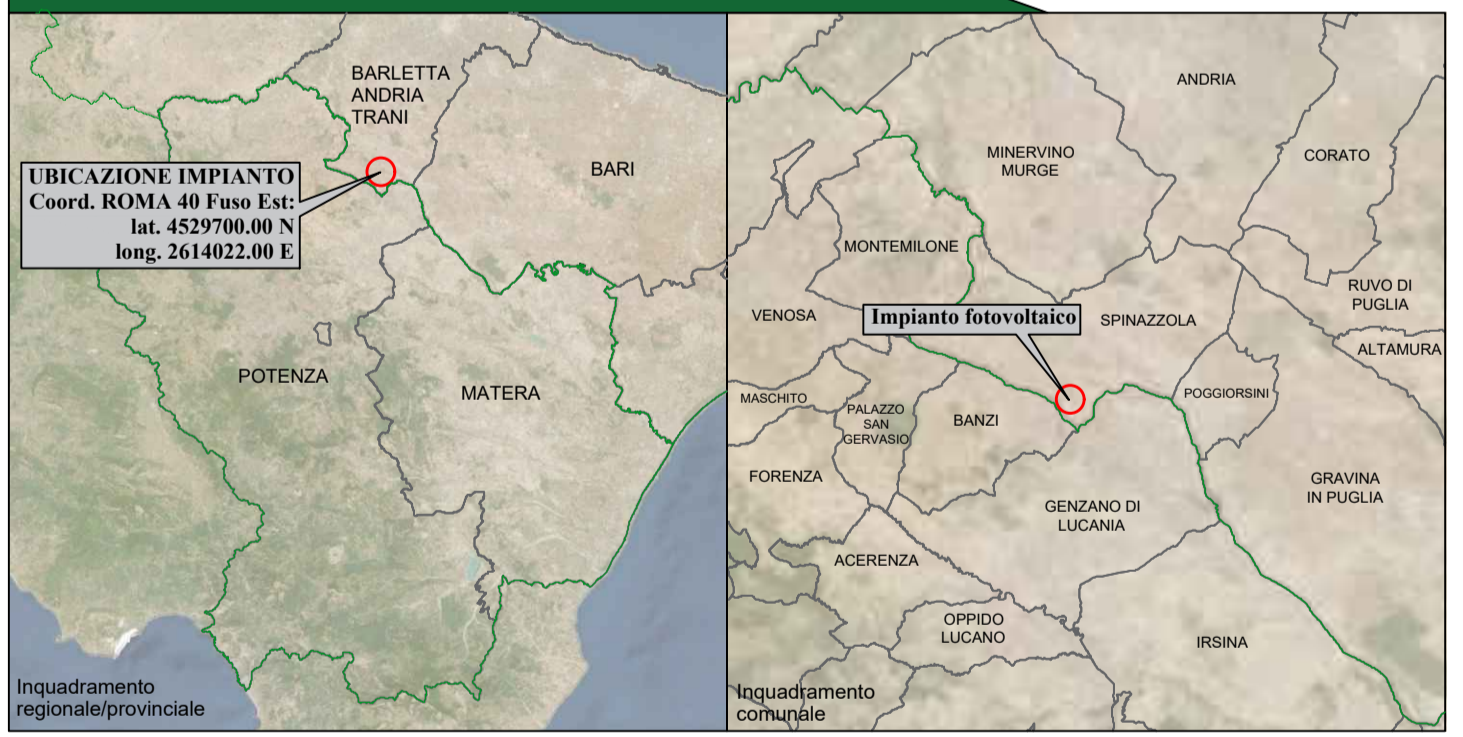 BARLETTA
ANDRIA
TRANI
BARI
UBICAZIONE IMPIANTO
Coord. ROMA 40 Fuso Est:
lat. 4529700.00 N
long. 2614022.00 E
POTENZA
MATERA
Inquadramento
regionale/provinciale
ANDRIA
MINERVINO
MURGE
CORATO
MONTEMILONE
RUVO DI
PUGLIA
VENOSA
Impianto fotovoltaico
SPINAZZOLA
ALTAMURA
MASCHITO
PALAZZO
SAN
GERVASIO
BANZI
POGGIORSINI
FORENZA
GRAVINA
IN PUGLIA
GENZANO DI
LUCANIA
ACERENZA
OPPIDO
LUCANO
IRSINA
Inquadramento
comunale